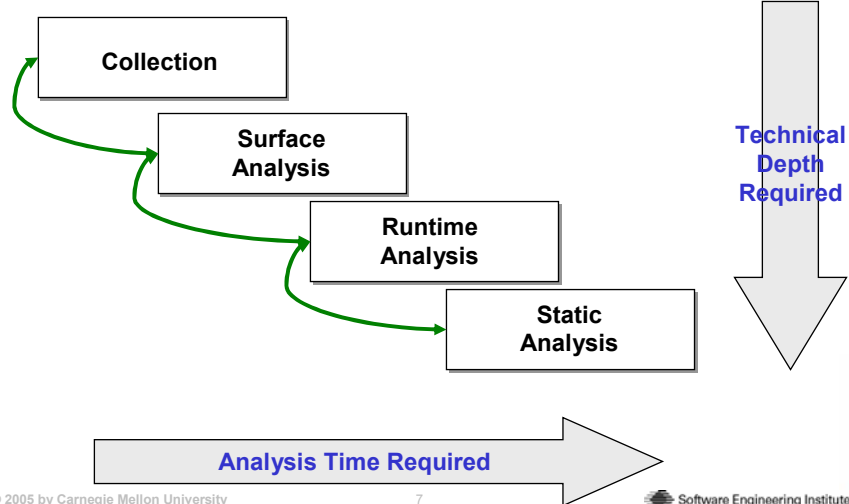 Collection
Surface
Analysis
Technical
Depth
Required
Runtime
Analysis
Static
Analysis
Analysis Time Required
2005 by Carnegie Mellon University
7
Software Engineering Institute